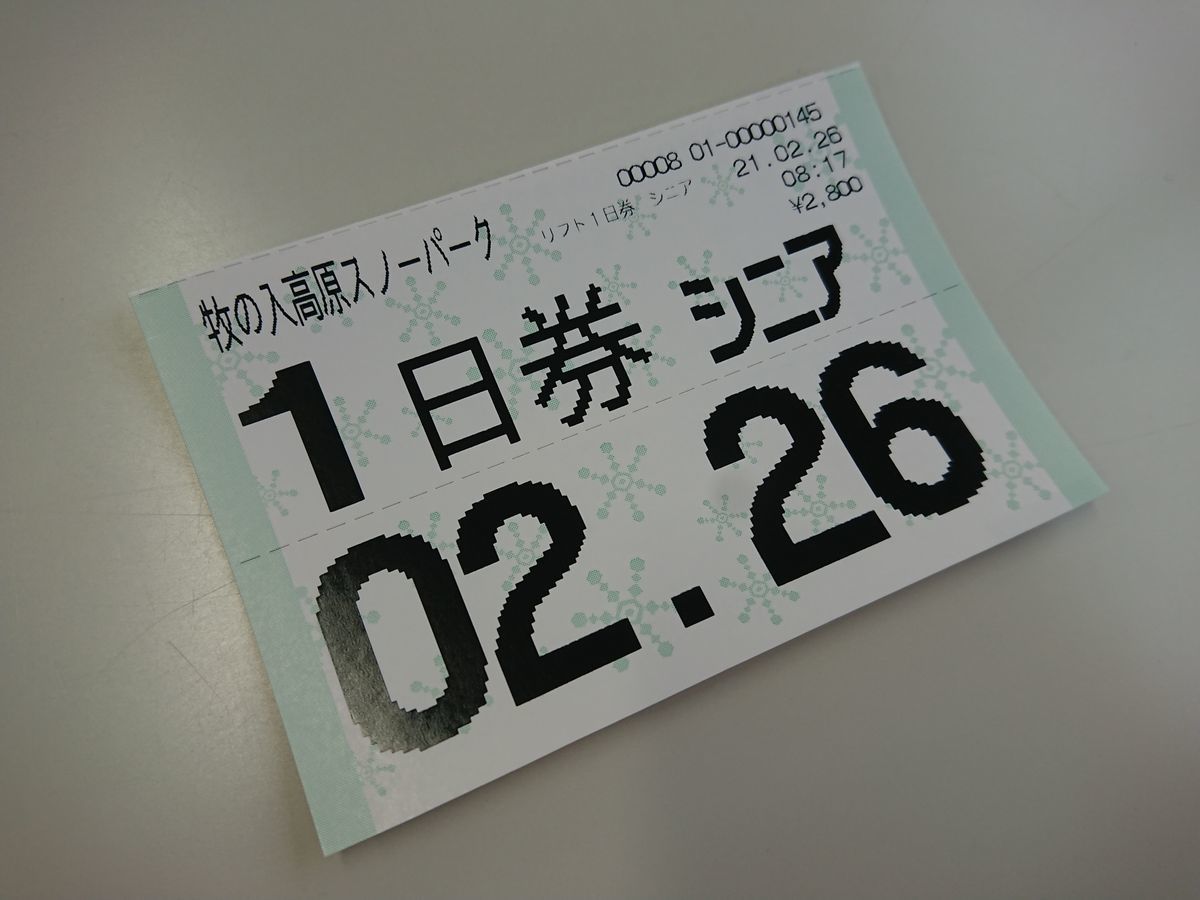 00008 01-00000145
21.02.26
08:17
¥2,800
リフト1日券 シニア
牧の入高原スノーパーク
1日券 シニア
02.26